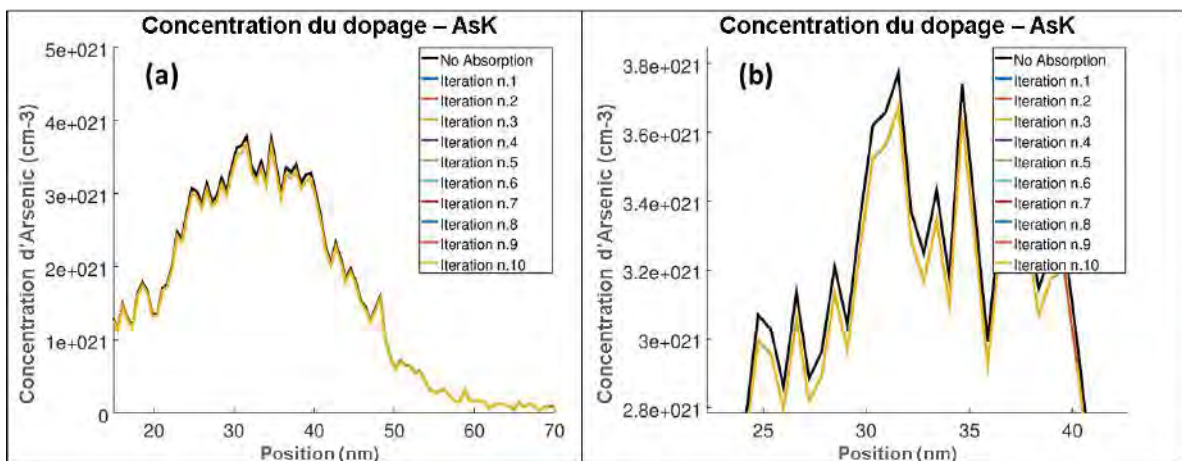 Concentration du dopage – AsK
(a)
Concentration d'Arsenic (cm-3)
5e+021
4e+021
3e+021
2e+021
1e+021
0
20
30
40
50
60
70
Position (nm)
No Absorption
Iteration n.1
Iteration n.2
Iteration n.3
Iteration n.4
Iteration n.5
Iteration n.6
Iteration n.7
Iteration n.8
Iteration n.9
Iteration n.10
Concentration du dopage – AsK
(b)
Concentration d'Arsenic (cm-3)
3.8e+021
3.6e+021
3.4e+021
3.2e+021
3e+021
2.8e+021
25
30
35
40
Position (nm)
No Absorption
Iteration n.1
Iteration n.2
Iteration n.3
Iteration n.4
Iteration n.5
Iteration n.6
Iteration n.7
Iteration n.8
Iteration n.9
Iteration n.10